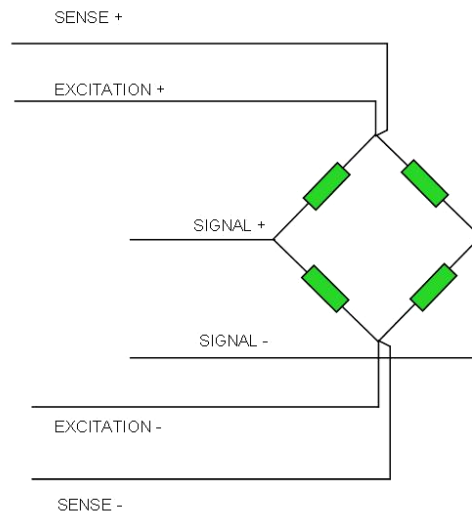 SENSE +
EXCITATION +
SIGNAL +
SIGNAL -
EXCITATION -
SENSE -